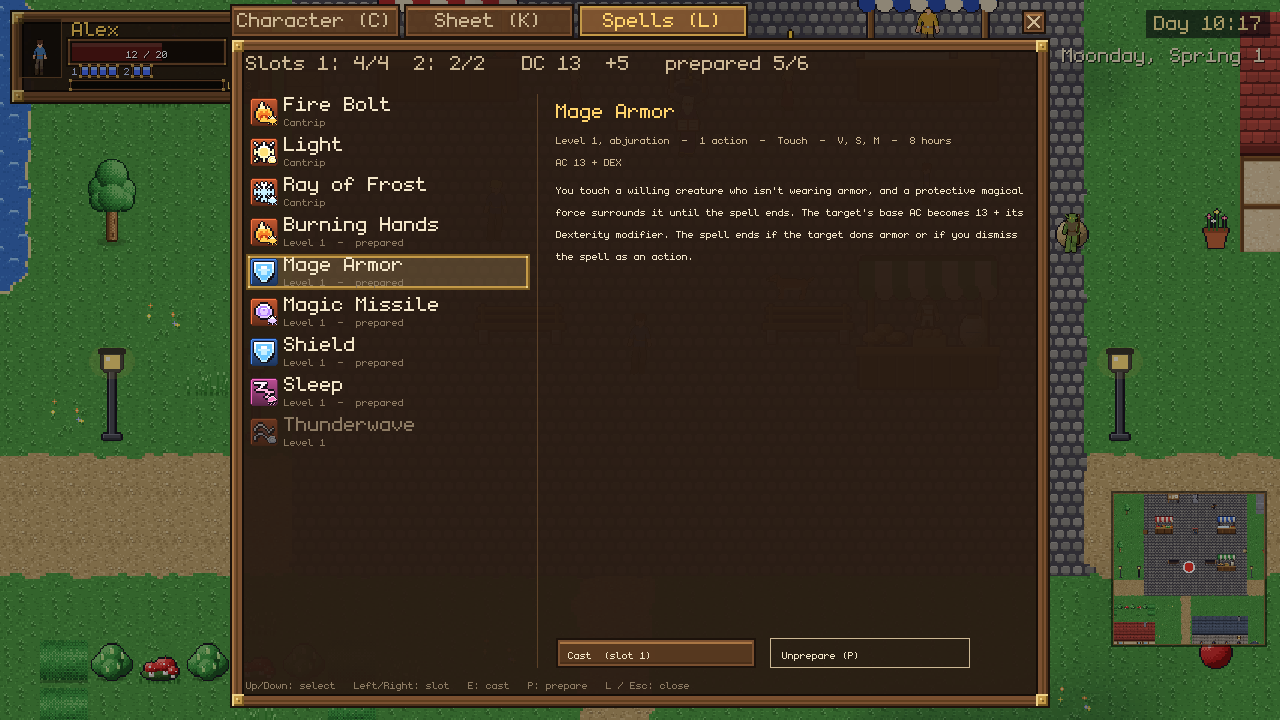 Alex
12 / 20
1 2
Character (C) Sheet (K) Spells (L)
Day 10:17
Moonday, Spring 1
Slots 1: 4/4 2: 2/2 DC 13 +5 prepared 5/6
Fire Bolt
Cantrip
Light
Cantrip
Ray of Frost
Cantrip
Burning Hands
Level 1 - prepared
Mage Armor
Level 1 - prepared
Magic Missile
Level 1 - prepared
Shield
Level 1 - prepared
Sleep
Level 1 - prepared
Thunderwave
Level 1
Mage Armor
Level 1, abjuration - 1 action - Touch - V, S, M - 8 hours
AC 13 + DEX
You touch a willing creature who isn't wearing armor, and a protective magical
force surrounds it until the spell ends. The target's base AC becomes 13 + its
Dexterity modifier. The spell ends if the target dons armor or if you dismiss
the spell as an action.
Cast (slot 1) Unprepare (P)
Up/Down: select Left/Right: slot E: cast P: prepare L / Esc: close